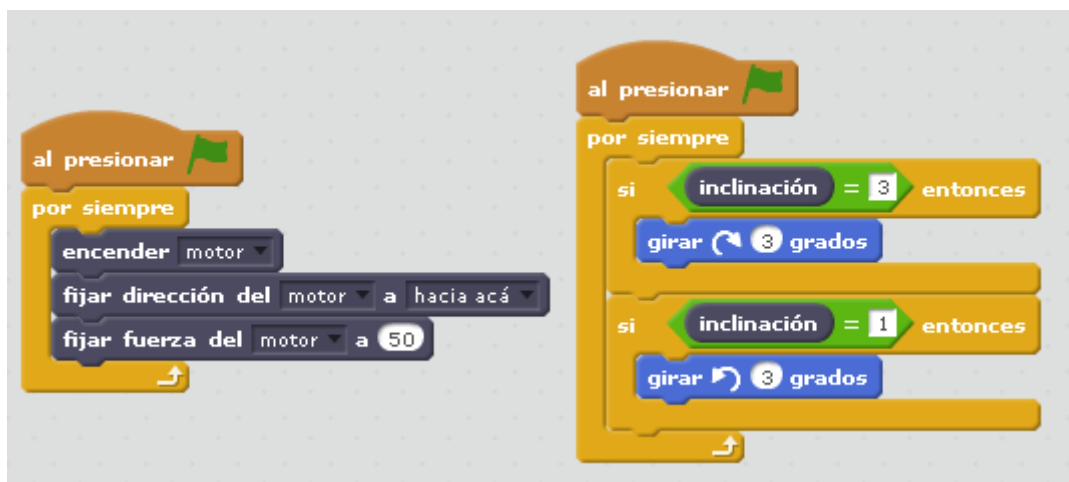 al presionar
por siempre
encender motor
fijar dirección del motor a hacia acá
fijar fuerza del motor a 50
al presionar
por siempre
si inclinación = 3 entonces
girar 3 grados
si inclinación = 1 entonces
girar 3 grados